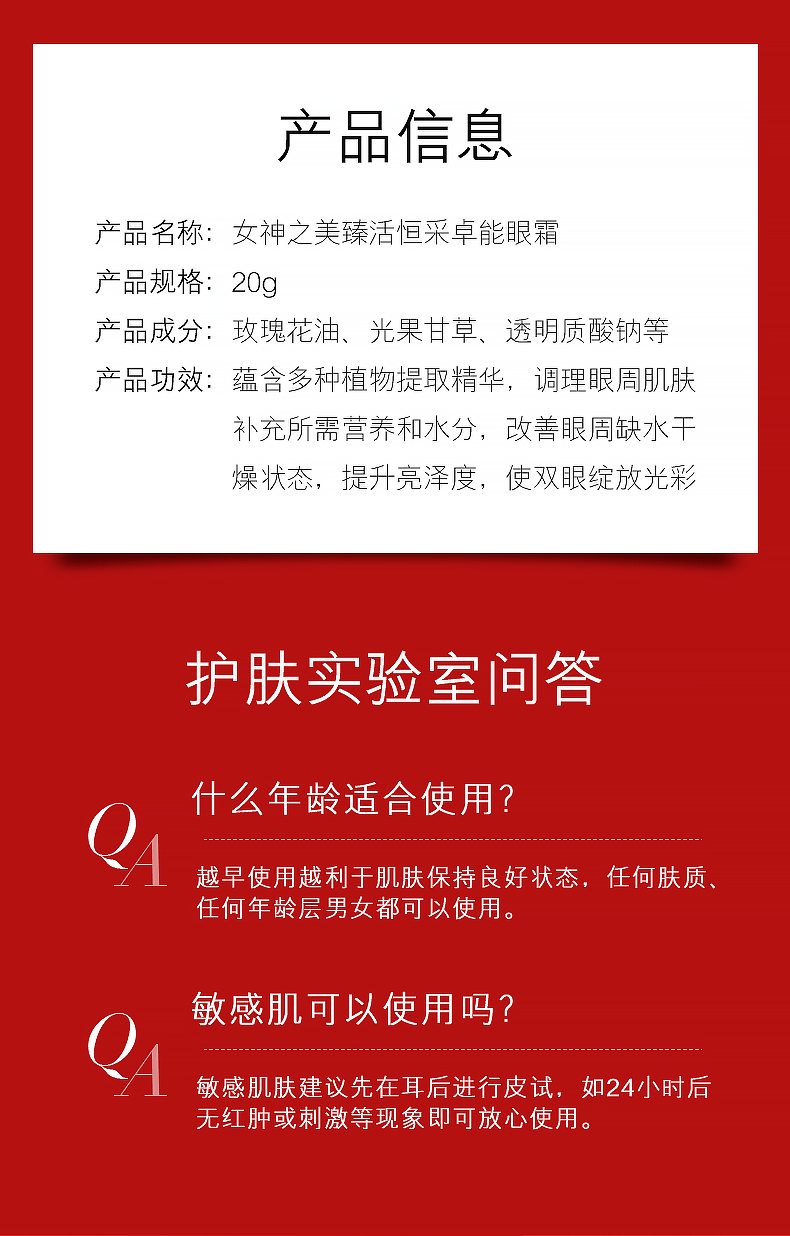 产品信息
产品名称：女神之美臻活恒采卓能眼霜
产品规格：20g
产品成分：玫瑰花油、光果甘草、透明质酸钠等
产品功效：蕴含多种植物提取精华，调理眼周肌肤
补充所需营养和水分，改善眼周缺水干
燥状态，提升亮泽度，使双眼绽放光彩
护肤实验室问答
QA
什么年龄适合使用？
越早使用越利于肌肤保持良好状态，任何肤质、
任何年龄层男女都可以使用。
QA
敏感肌可以使用吗？
敏感肌肤建议先在耳后进行皮试，如24小时后
无红肿或刺激等现象即可放心使用。